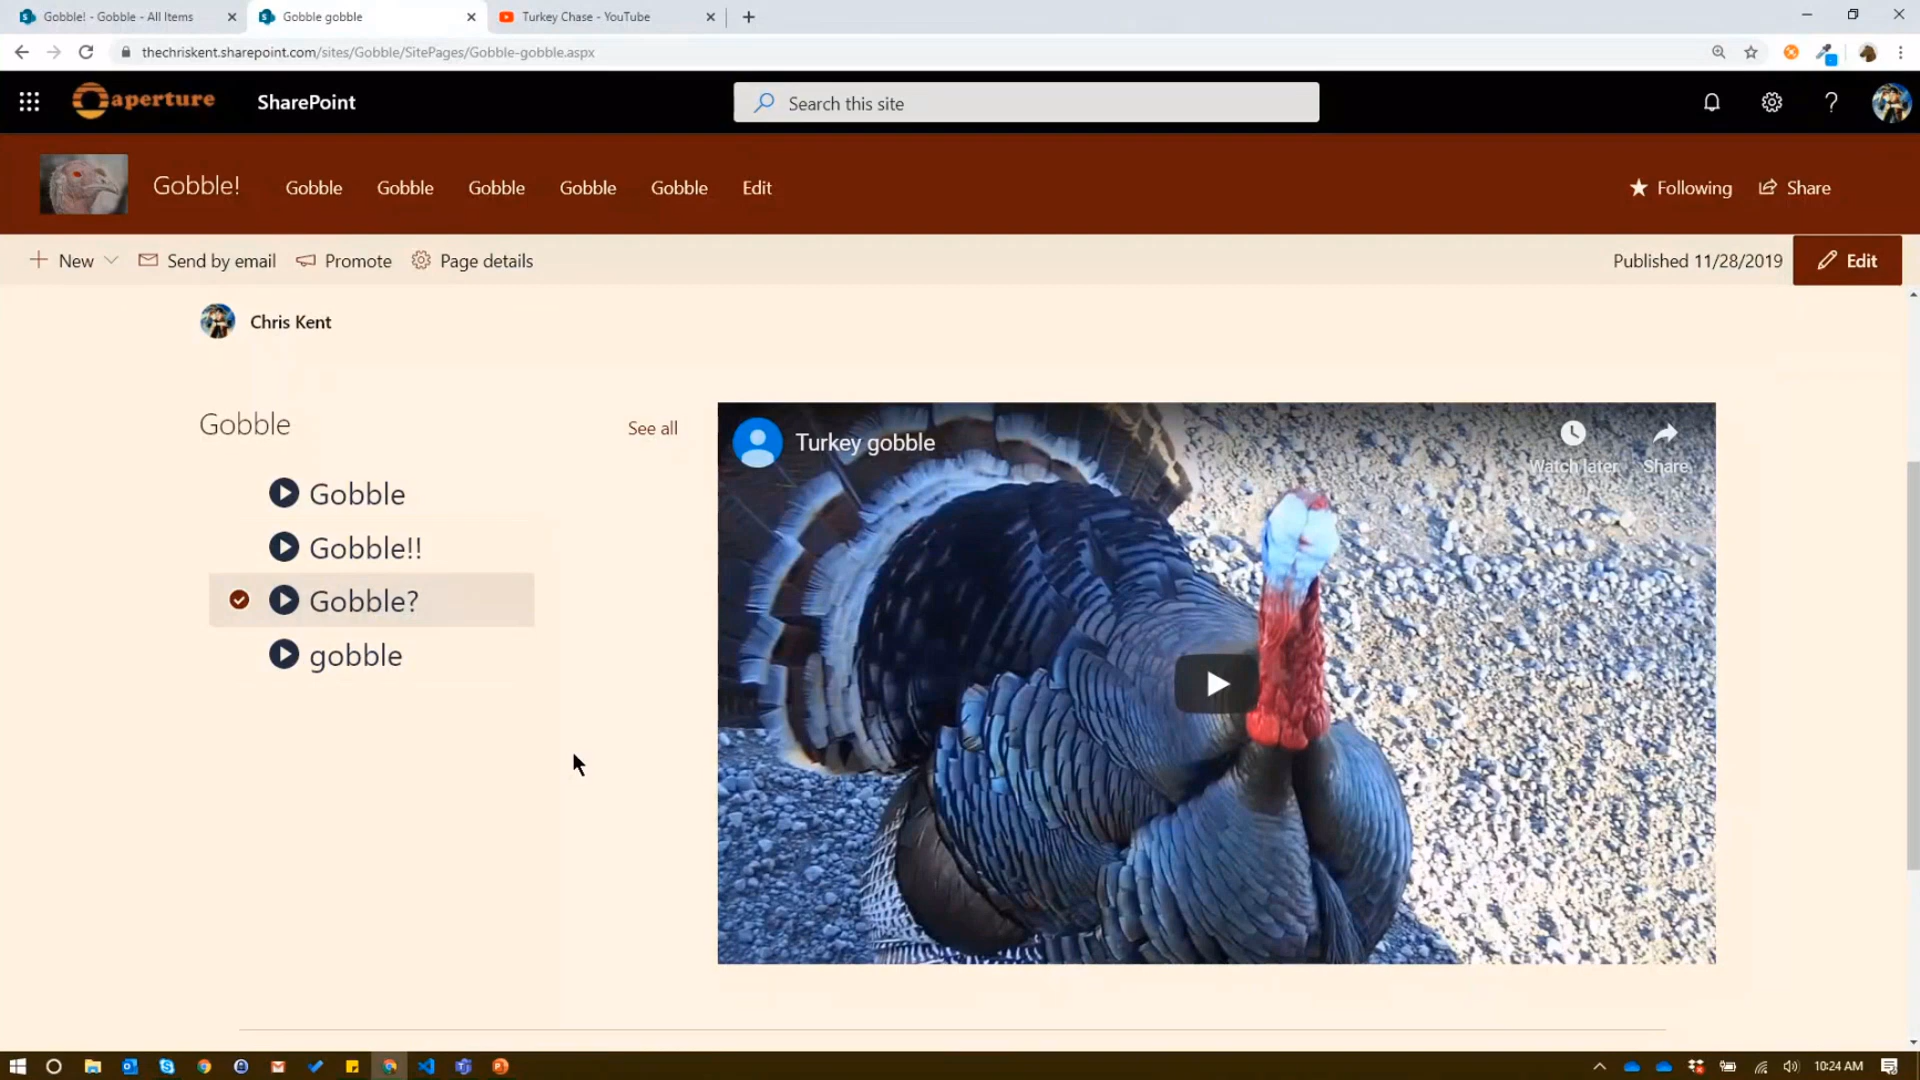 Gobble! - Gobble - All Items
Gobble gobble
Turkey Chase - YouTube
thechriskent.sharepoint.com/sites/Gobble/SitePages/Gobble-gobble.aspx
aperture SharePoint
Search this site
Gobble! Gobble Gobble Gobble Gobble Gobble Edit
Following Share
New Send by email Promote Page details
Published 11/28/2019 Edit
Chris Kent
Gobble See all
Gobble
Gobble!!
Gobble?
gobble
Turkey gobble
Watch later Share
10:24 AM